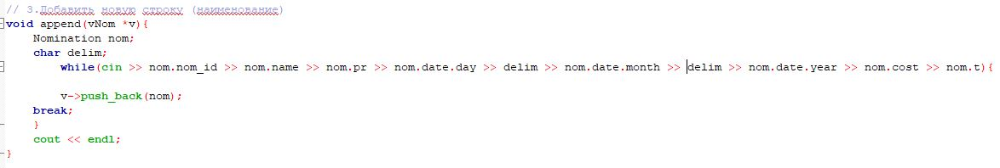 // 3.Добавить новую строку (наименование)
void append(vNom *v){
Nomination nom;
char delim;
while(cin >> nom.nom_id >> nom.name >> nom.pr >> nom.date.day >> delim >> nom.date.month >> delim >> nom.date.year >> nom.cost >> nom.t){
v->push_back(nom);
break;
}
cout << endl;
}